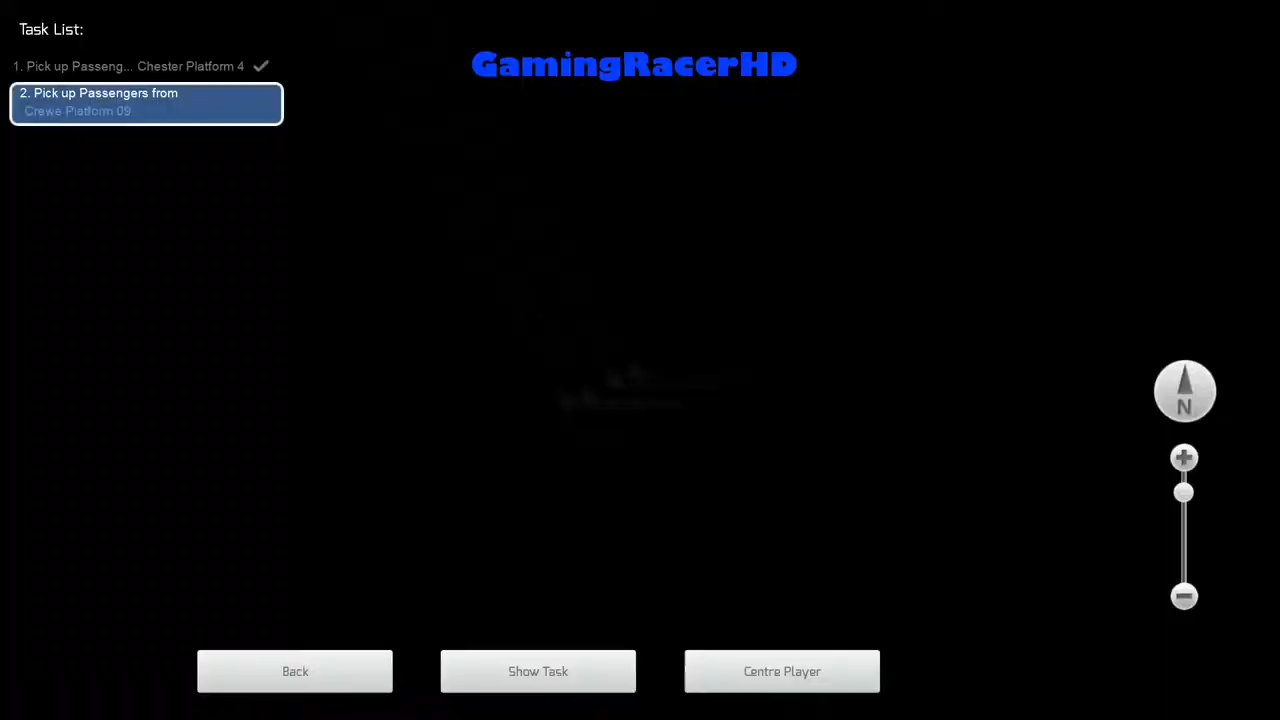 Task List:
GamingRacerHD
1. Pick up Passeng... Chester Platform 4
2. Pick up Passengers from
Crewe Platform 09
N
Back
Show Task
Centre Player